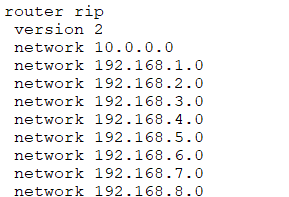 router rip
 version 2
 network 10.0.0.0
 network 192.168.1.0
 network 192.168.2.0
 network 192.168.3.0
 network 192.168.4.0
 network 192.168.5.0
 network 192.168.6.0
 network 192.168.7.0
 network 192.168.8.0